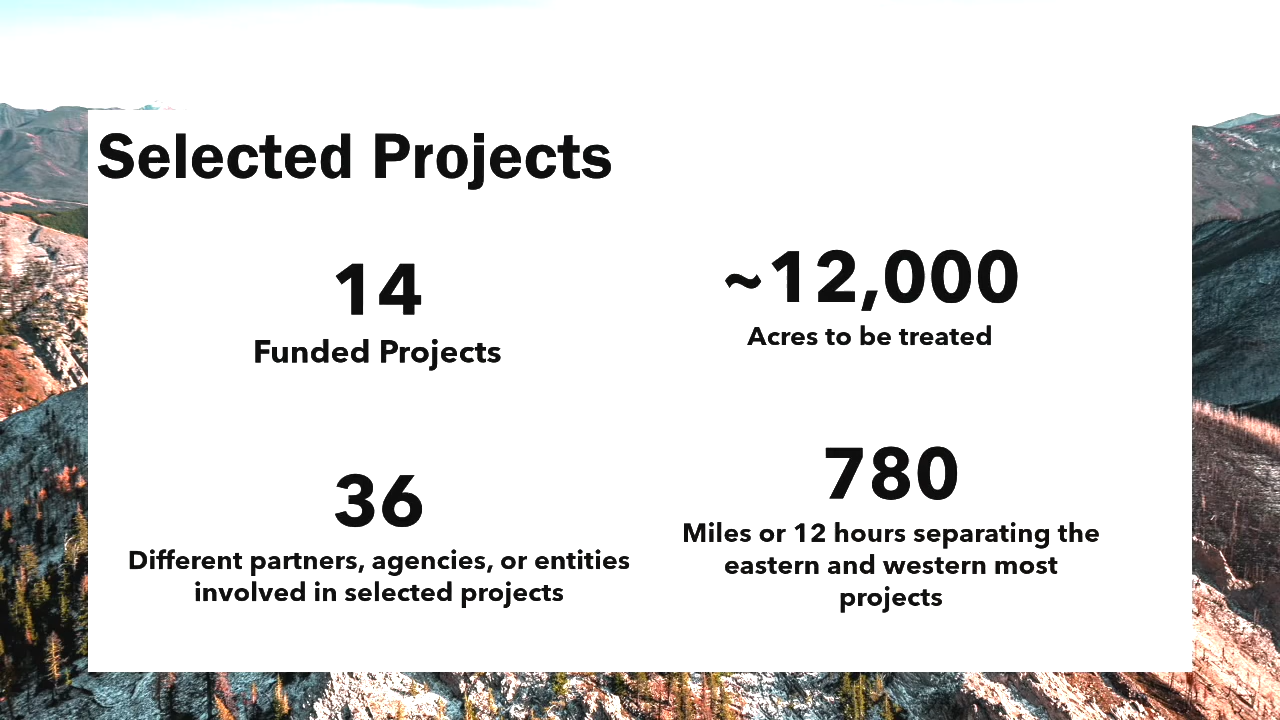 Selected Projects
14
Funded Projects
~12,000
Acres to be treated
36
Different partners, agencies, or entities
involved in selected projects
780
Miles or 12 hours separating the
eastern and western most
projects